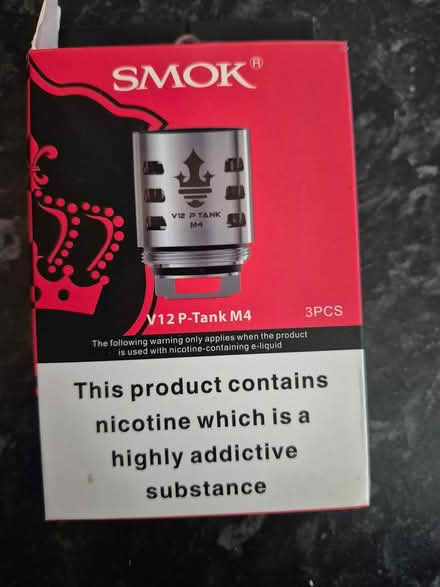 SMOK®
V12 P TANK
M4
V12 P-Tank M4
3PCS
The following warning only applies when the product
is used with nicotine-containing e-liquid
This product contains
nicotine which is a
highly addictive
substance